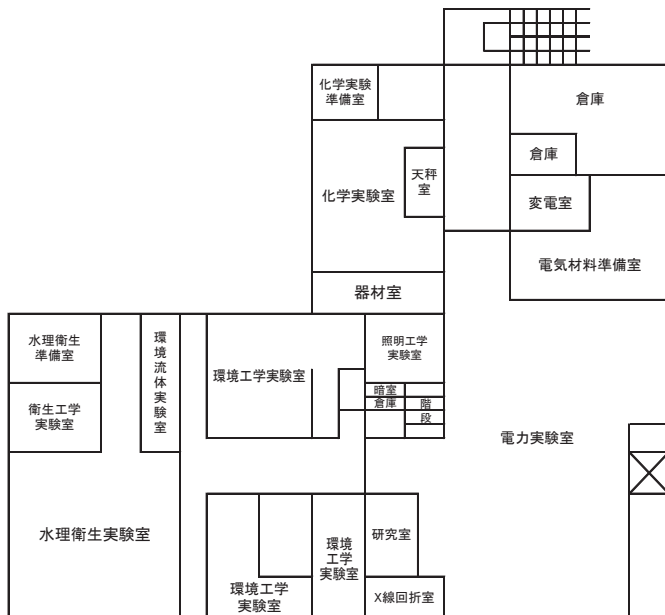 化学実験
準備室
倉庫
倉庫
天秤
室
化学実験室
変電室
電気材料準備室
器材室
水理衛生
準備室
環境流体実験室
照明工学
実験室
環境工学実験室
暗室
倉庫
階
段
衛生工学
実験室
電力実験室
水理衛生実験室
環境
工学
実験室
研究室
環境工学
実験室
X線回折室